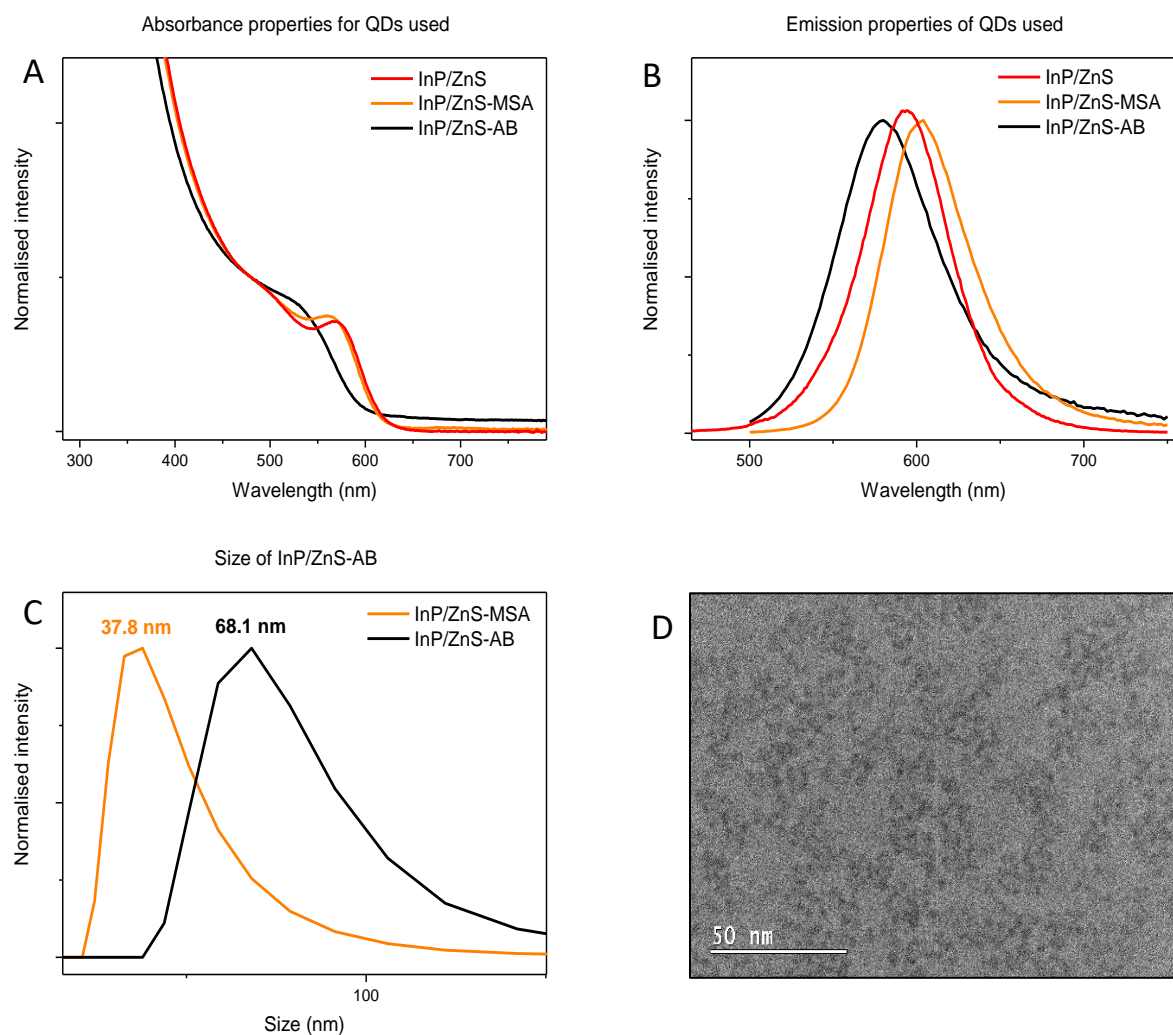 Absorbance properties for QDs used
A
InP/ZnS
InP/ZnS-MSA
InP/ZnS-AB
Normalised intensity
300 400 500 600 700
Wavelength (nm)
Emission properties of QDs used
B
InP/ZnS
InP/ZnS-MSA
InP/ZnS-AB
Normalised intensity
500 600 700
Wavelength (nm)
Size of InP/ZnS-AB
C
InP/ZnS-MSA
InP/ZnS-AB
37.8 nm 68.1 nm
Normalised intensity
100
Size (nm)
D
50 nm